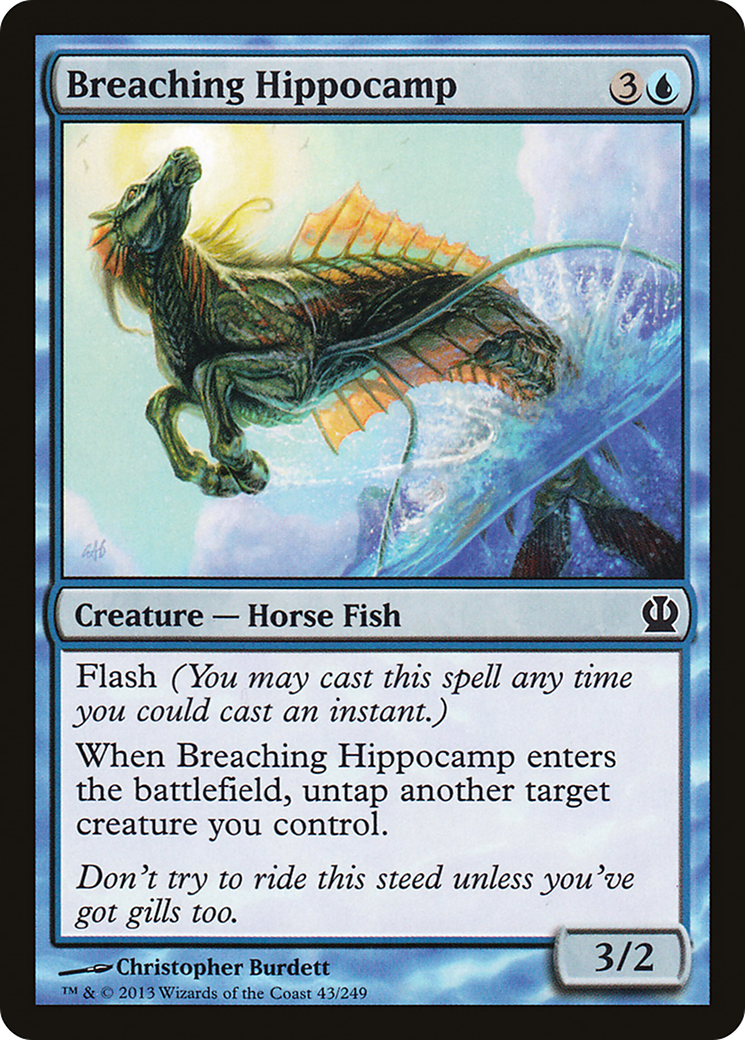 Breaching Hippocamp 3
Creature — Horse Fish
Flash (You may cast this spell any time
you could cast an instant.)
When Breaching Hippocamp enters
the battlefield, untap another target
creature you control.
Don't try to ride this steed unless you've
got gills too.
3/2
Christopher Burdett
™ & © 2013 Wizards of the Coast 43/249